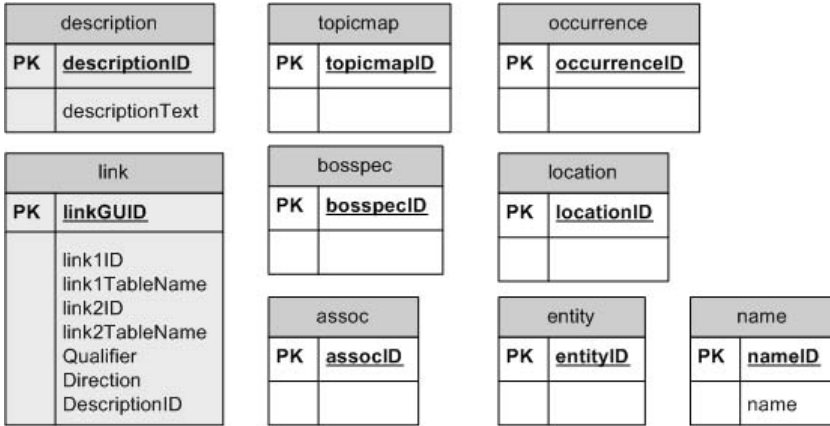 description
PK descriptionID
descriptionText
topicmap
PK topicmapID
occurrence
PK occurrenceID
link
PK linkGUID
link1ID
link1TableName
link2ID
link2TableName
Qualifier
Direction
DescriptionID
bosspec
PK bosspecID
location
PK locationID
assoc
PK assocID
entity
PK entityID
name
PK nameID
name